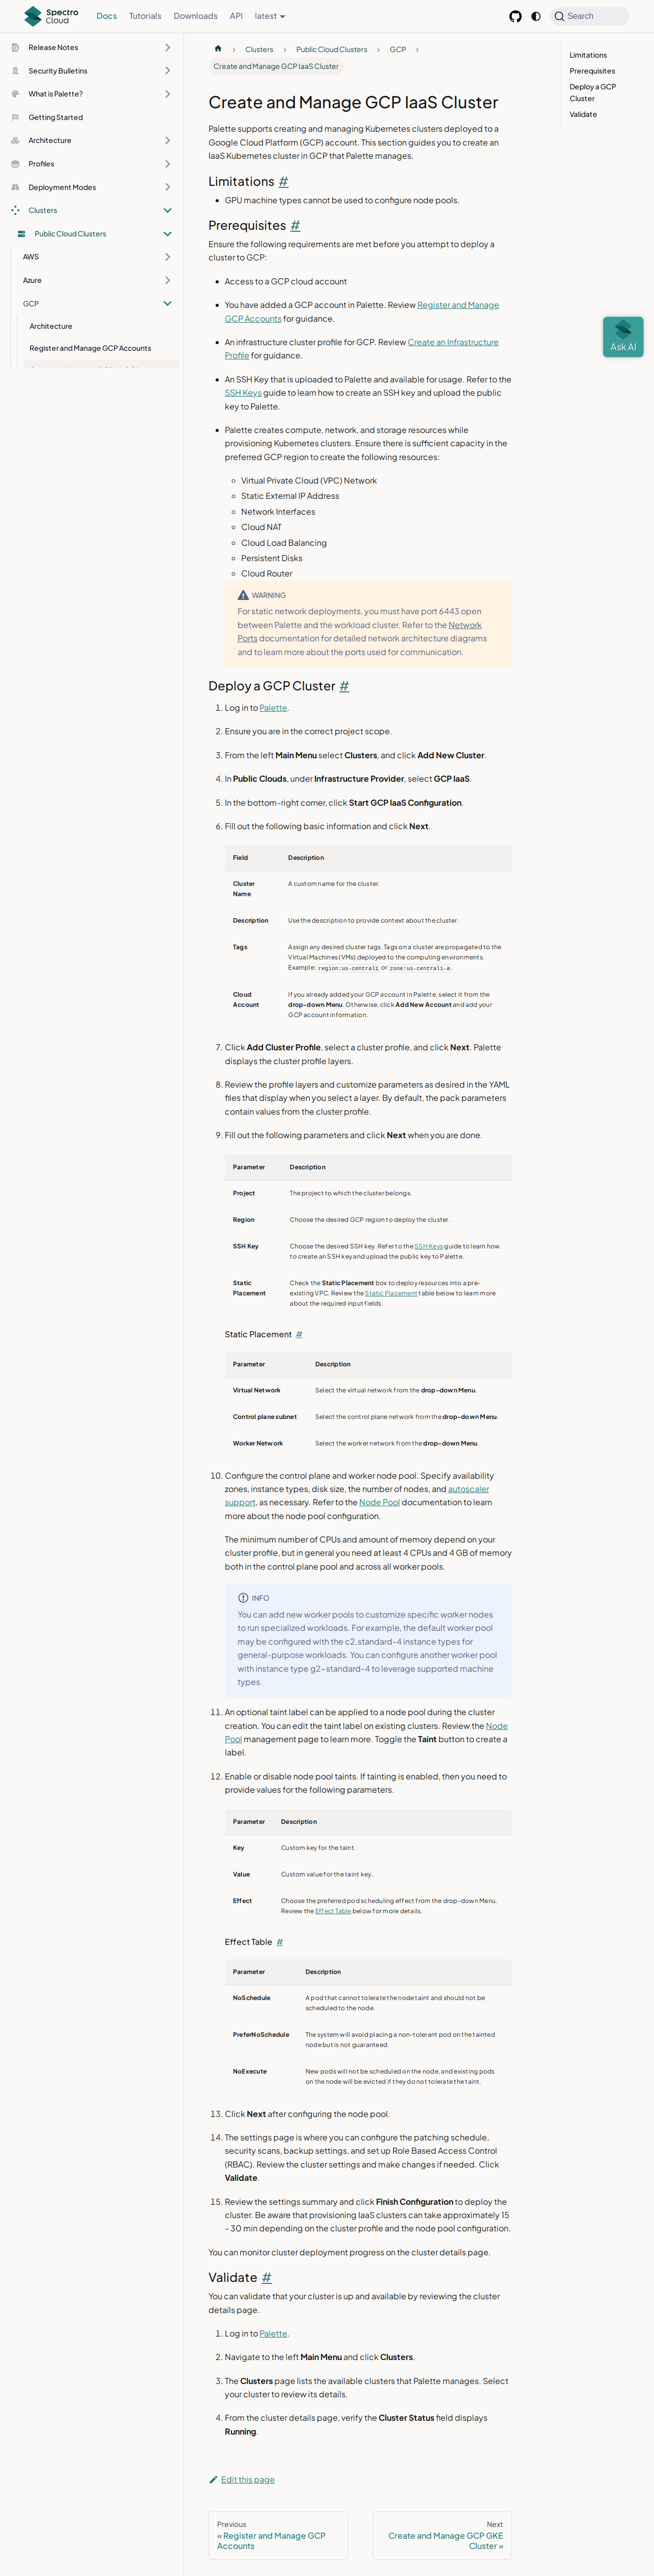 Spectro Cloud
Docs
Tutorials
Downloads
API
latest
Search
Release Notes
Security Bulletins
What is Palette?
Getting Started
Architecture
Profiles
Deployment Modes
Clusters
Public Cloud Clusters
AWS
Azure
GCP
Architecture
Register and Manage GCP Accounts
Clusters
Public Cloud Clusters
GCP
Create and Manage GCP IaaS Cluster
Create and Manage GCP IaaS Cluster
Palette supports creating and managing Kubernetes clusters deployed to a
Google Cloud Platform (GCP) account. This section guides you to create an
IaaS Kubernetes cluster in GCP that Palette manages.
Limitations #
GPU machine types cannot be used to configure node pools.
Prerequisites #
Ensure the following requirements are met before you attempt to deploy a
cluster to GCP:
Access to a GCP cloud account
You have added a GCP account in Palette. Review Register and Manage
GCP Accounts for guidance.
An infrastructure cluster profile for GCP. Review Create an Infrastructure
Profile for guidance.
An SSH Key that is uploaded to Palette and available for usage. Refer to the
SSH Keys guide to learn how to create an SSH key and upload the public
key to Palette.
Palette creates compute, network, and storage resources while
provisioning Kubernetes clusters. Ensure there is sufficient capacity in the
preferred GCP region to create the following resources:
Virtual Private Cloud (VPC) Network
Static External IP Address
Network Interfaces
Cloud NAT
Cloud Load Balancing
Persistent Disks
Cloud Router
WARNING
For static network deployments, you must have port 6443 open
between Palette and the workload cluster. Refer to the Network
Ports documentation for detailed network architecture diagrams
and to learn more about the ports used for communication.
Deploy a GCP Cluster #
1. Log in to Palette.
2. Ensure you are in the correct project scope.
3. From the left Main Menu select Clusters, and click Add New Cluster.
4. In Public Clouds, under Infrastructure Provider, select GCP IaaS.
5. In the bottom-right corner, click Start GCP IaaS Configuration.
6. Fill out the following basic information and click Next.
Field Description
Cluster Name A custom name for the cluster.
Description Use the description to provide context about the cluster.
Tags Assign any desired cluster tags. Tags on a cluster are propagated to the
Virtual Machines (VMs) deployed to the computing environments.
Example: region:us-central1 or zone:us-central1-a.
Cloud Account If you already added your GCP account in Palette, select it from the
drop-down Menu. Otherwise, click Add New Account and add your
GCP account information.
7. Click Add Cluster Profile, select a cluster profile, and click Next. Palette
displays the cluster profile layers.
8. Review the profile layers and customize parameters as desired in the YAML
files that display when you select a layer. By default, the pack parameters
contain values from the cluster profile.
9. Fill out the following parameters and click Next when you are done.
Parameter Description
Project The project to which the cluster belongs.
Region Choose the desired GCP region to deploy the cluster.
SSH Key Choose the desired SSH key. Refer to the SSH Keys guide to learn how
to create an SSH key and upload the public key to Palette.
Static Placement Check the Static Placement box to deploy resources into a pre-
existing VPC. Review the Static Placement table below to learn more
about the required input fields.
Static Placement #
Parameter Description
Virtual Network Select the virtual network from the drop-down Menu.
Control plane subnet Select the control plane network from the drop-down Menu.
Worker Network Select the worker network from the drop-down Menu.
10. Configure the control plane and worker node pool. Specify availability
zones, instance types, disk size, the number of nodes, and autoscaler
support, as necessary. Refer to the Node Pool documentation to learn
more about the node pool configuration.
The minimum number of CPUs and amount of memory depend on your
cluster profile, but in general you need at least 4 CPUs and 4 GB of memory
both in the control plane pool and across all worker pools.
INFO
You can add new worker pools to customize specific worker nodes
to run specialized workloads. For example, the default worker pool
may be configured with the c2.standard-4 instance types for
general-purpose workloads. You can configure another worker pool
with instance type g2-standard-4 to leverage supported machine
types.
11. An optional taint label can be applied to a node pool during the cluster
creation. You can edit the taint label on existing clusters. Review the Node
Pool management page to learn more. Toggle the Taint button to create a
label.
12. Enable or disable node pool taints. If tainting is enabled, then you need to
provide values for the following parameters.
Parameter Description
Key Custom key for the taint.
Value Custom value for the taint key.
Effect Choose the preferred pod scheduling effect from the drop-down Menu.
Review the Effect Table below for more details.
Effect Table #
Parameter Description
NoSchedule A pod that cannot tolerate the node taint and should not be
scheduled to the node.
PreferNoSchedule The system will avoid placing a non-tolerant pod on the tainted
node but is not guaranteed.
NoExecute New pods will not be scheduled on the node, and existing pods
on the node will be evicted if they do not tolerate the taint.
13. Click Next after configuring the node pool.
14. The settings page is where you can configure the patching schedule,
security scans, backup settings, and set up Role Based Access Control
(RBAC). Review the cluster settings and make changes if needed. Click
Validate.
15. Review the settings summary and click Finish Configuration to deploy the
cluster. Be aware that provisioning IaaS clusters can take approximately 15
- 30 min depending on the cluster profile and the node pool configuration.
You can monitor cluster deployment progress on the cluster details page.
Validate #
You can validate that your cluster is up and available by reviewing the cluster
details page.
1. Log in to Palette.
2. Navigate to the left Main Menu and click Clusters.
3. The Clusters page lists the available clusters that Palette manages. Select
your cluster to review its details.
4. From the cluster details page, verify the Cluster Status field displays
Running.
Edit this page
Previous
« Register and Manage GCP
Accounts
Next
Create and Manage GCP GKE
Cluster »
Limitations
Prerequisites
Deploy a GCP
Cluster
Validate
Ask AI